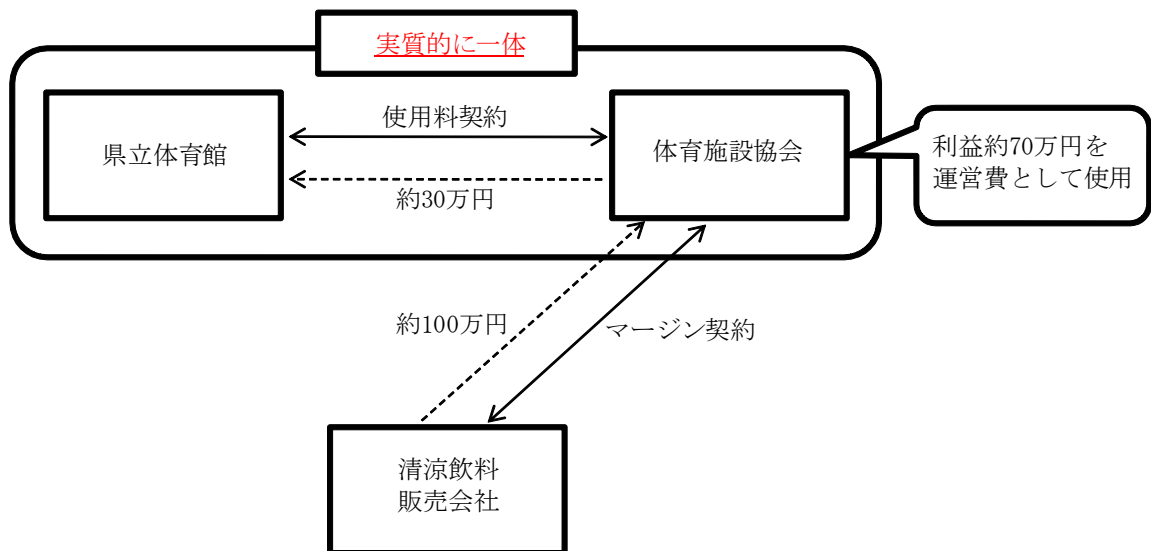 実質的に一体
県立体育館
使用料契約
約30万円
体育施設協会
利益約70万円を
運営費として使用
約100万円
マージン契約
清涼飲料
販売会社